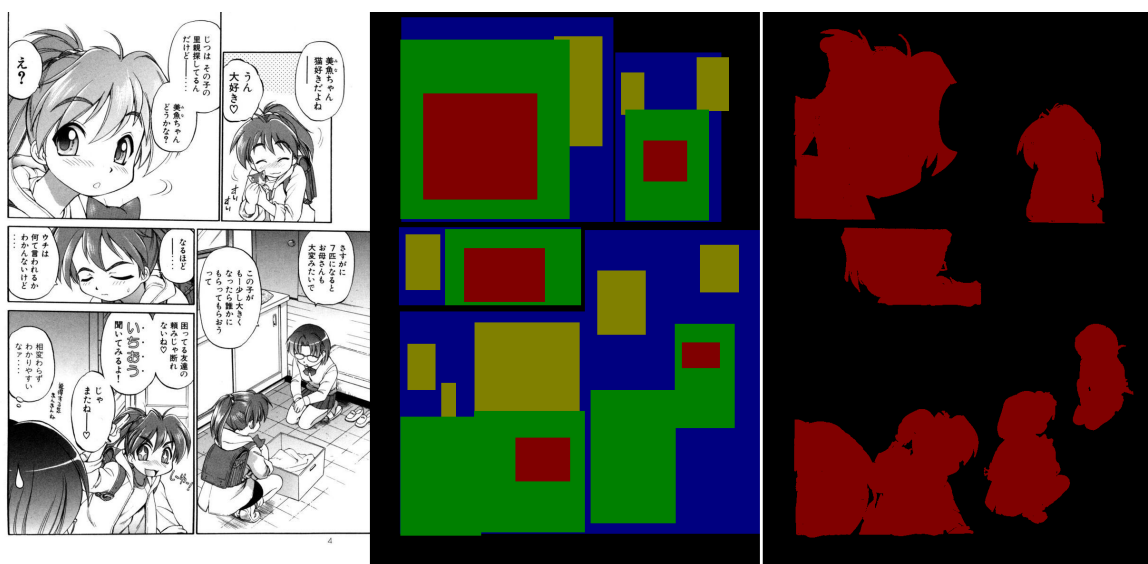 美魚ちゃん
猫好きだよね
――
うん
大好き♡
じつは その子の
里親探してるん
だけど――‥‥
美魚ちゃん
どうかな?
え?
さすがに
7匹になると
お母さんも
大変みたいで
この子が
もー少し大きく
なったら誰かに
もらってもらおう
って
なるほど
――‥‥
ウチは
何て言われるか
わかんないけど
‥‥
困ってる友達の
頼みじゃ断れ
ないね♡
いちおう
聞いてみるよ!
じゃ
またね――♡
相変わらず
わかりやすい
なァ‥‥
4